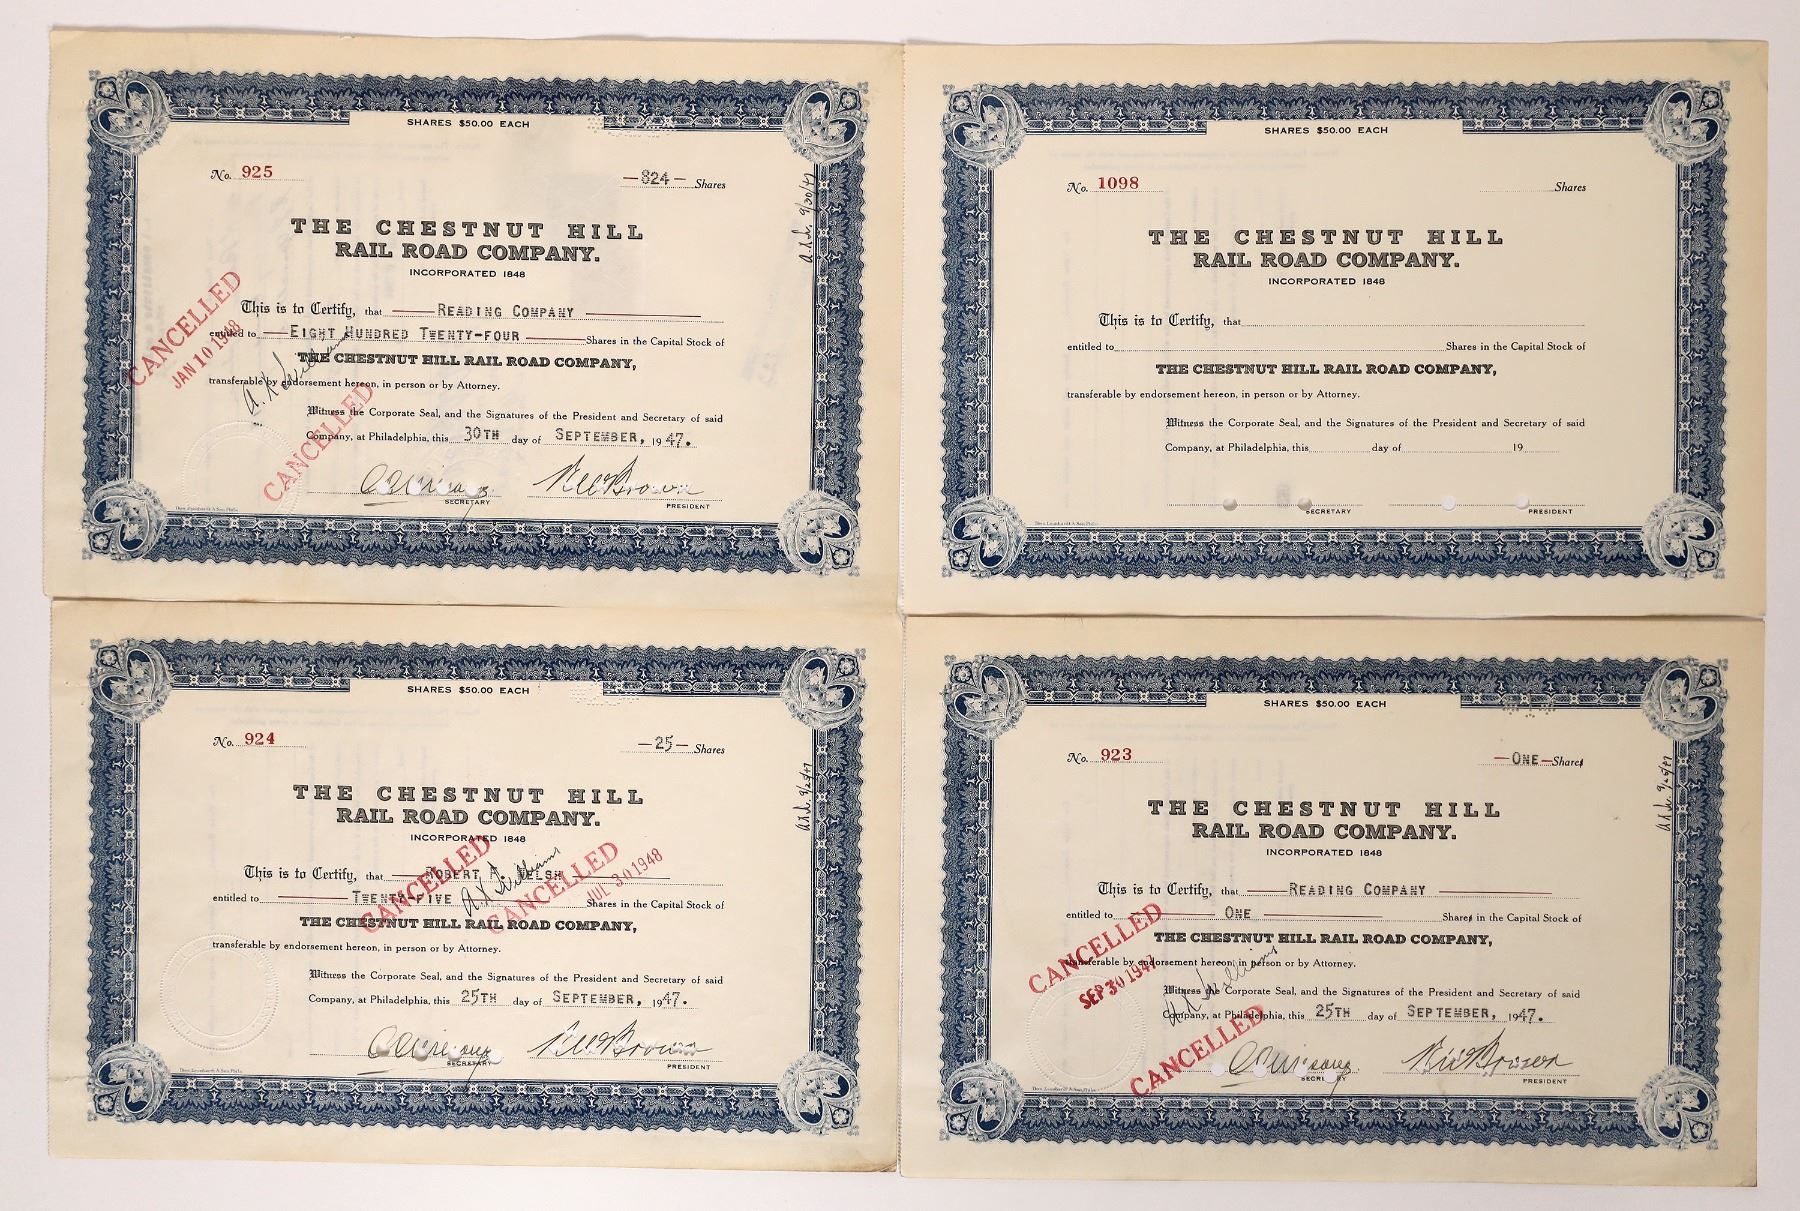 SHARES $50.00 EACH
No. 925 —824— Shares
THE CHESTNUT HILL
RAIL ROAD COMPANY.
INCORPORATED 1848
This is to Certify, that READING COMPANY
entitled to EIGHT HUNDRED TWENTY-FOUR Shares in the Capital Stock of
THE CHESTNUT HILL RAIL ROAD COMPANY,
transferable by endorsement hereon, in person or by Attorney.
Witness the Corporate Seal, and the Signatures of the President and Secretary of said
Company, at Philadelphia, this 30TH day of SEPTEMBER, 1947.
SECRETARY
PRESIDENT
CANCELLED
JAN 10 1948
A. K. Williams
CANCELLED
9/30/47
SHARES $50.00 EACH
No. 1098 Shares
THE CHESTNUT HILL
RAIL ROAD COMPANY.
INCORPORATED 1848
This is to Certify, that
entitled to Shares in the Capital Stock of
THE CHESTNUT HILL RAIL ROAD COMPANY,
transferable by endorsement hereon, in person or by Attorney.
Witness the Corporate Seal, and the Signatures of the President and Secretary of said
Company, at Philadelphia, this day of 19
SECRETARY
PRESIDENT
SHARES $50.00 EACH
No. 924 —25— Shares
THE CHESTNUT HILL
RAIL ROAD COMPANY.
INCORPORATED 1848
This is to Certify, that ROBERT A. WELSH
entitled to TWENTY-FIVE Shares in the Capital Stock of
THE CHESTNUT HILL RAIL ROAD COMPANY,
transferable by endorsement hereon, in person or by Attorney.
Witness the Corporate Seal, and the Signatures of the President and Secretary of said
Company, at Philadelphia, this 25TH day of SEPTEMBER, 1947.
SECRETARY
PRESIDENT
CANCELLED
A. K. Williams
CANCELLED
JUL 30 1948
9/25/47
SHARES $50.00 EACH
No. 923 —ONE— Shares
THE CHESTNUT HILL
RAIL ROAD COMPANY.
INCORPORATED 1848
This is to Certify, that READING COMPANY
entitled to ONE Shares in the Capital Stock of
THE CHESTNUT HILL RAIL ROAD COMPANY,
transferable by endorsement hereon, in person or by Attorney.
Witness the Corporate Seal, and the Signatures of the President and Secretary of said
Company, at Philadelphia, this 25TH day of SEPTEMBER, 1947.
SECRETARY
PRESIDENT
CANCELLED
SEP 30 1947
A. K. Williams
CANCELLED
9/25/47